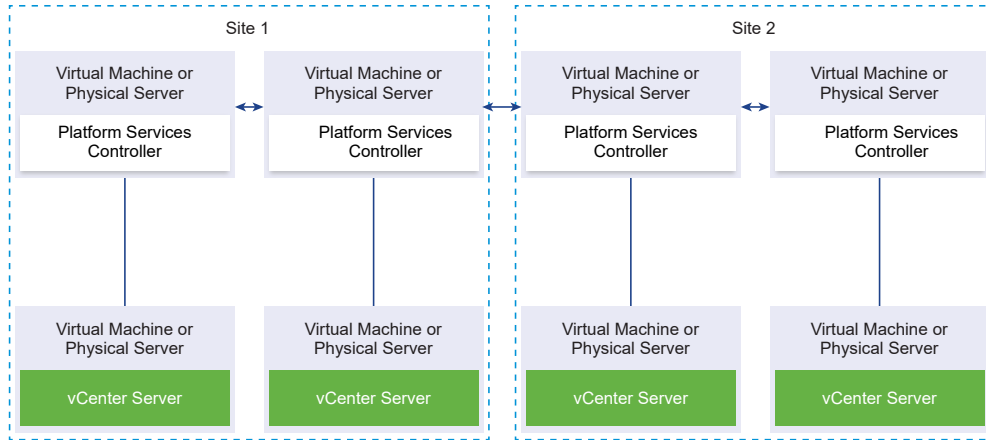 Site 1
Site 2
Virtual Machine or
Physical Server
Platform Services
Controller
Virtual Machine or
Physical Server
Platform Services
Controller
Virtual Machine or
Physical Server
Platform Services
Controller
Virtual Machine or
Physical Server
Platform Services
Controller
Virtual Machine or
Physical Server
vCenter Server
Virtual Machine or
Physical Server
vCenter Server
Virtual Machine or
Physical Server
vCenter Server
Virtual Machine or
Physical Server
vCenter Server